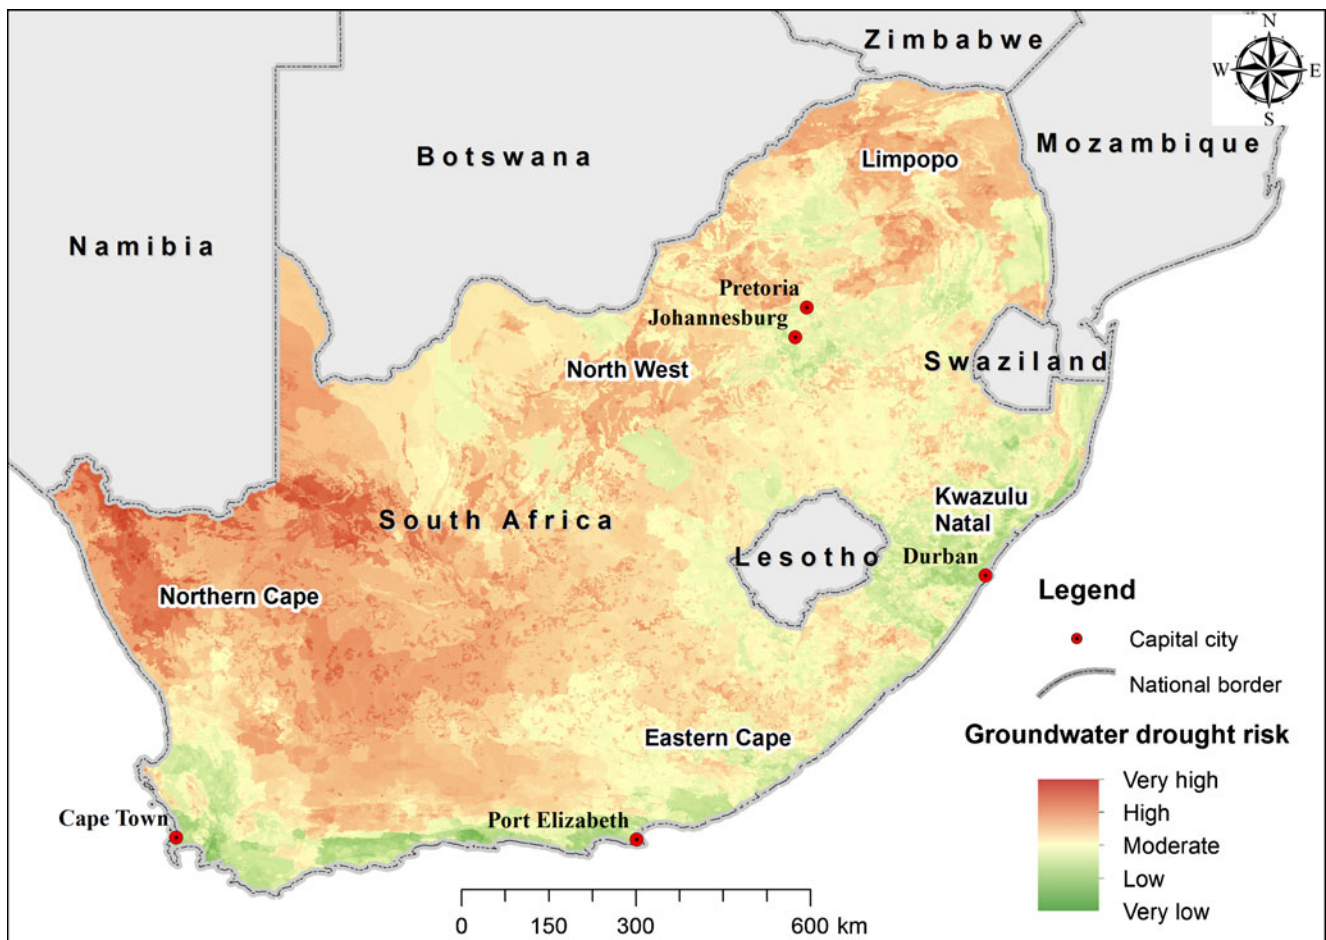 Zimbabwe
N
W
E
S
Botswana
Mozambique
Limpopo
Namibia
Pretoria
Johannesburg
North West
Swaziland
Kwazulu
Natal
South Africa
Lesotho
Durban
Northern Cape
Eastern Cape
Cape Town
Port Elizabeth
Legend
Capital city
National border
Groundwater drought risk
Very high
High
Moderate
Low
Very low
0 150 300 600 km